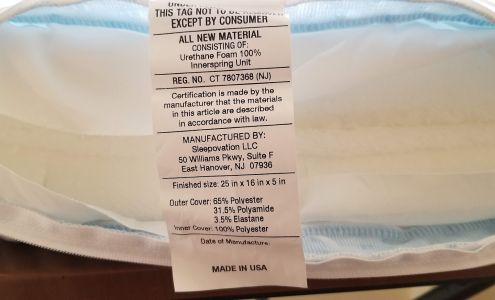 THIS TAG NOT TO BE REMOVED
EXCEPT BY CONSUMER
ALL NEW MATERIAL
CONSISTING OF:
Urethane Foam 100%
Innerspring Unit
REG. NO. CT 7807368 (NJ)
Certification is made by the
manufacturer that the materials
in this article are described
in accordance with law.
MANUFACTURED BY:
Sleepovation LLC
50 Williams Pkwy, Suite F
East Hanover, NJ 07936
Finished size: 25 in x 16 in x 5 in
Outer Cover: 65% Polyester
31.5% Polyamide
3.5% Elastane
Inner Cover: 100% Polyester
Date of Manufacture:
MADE IN USA